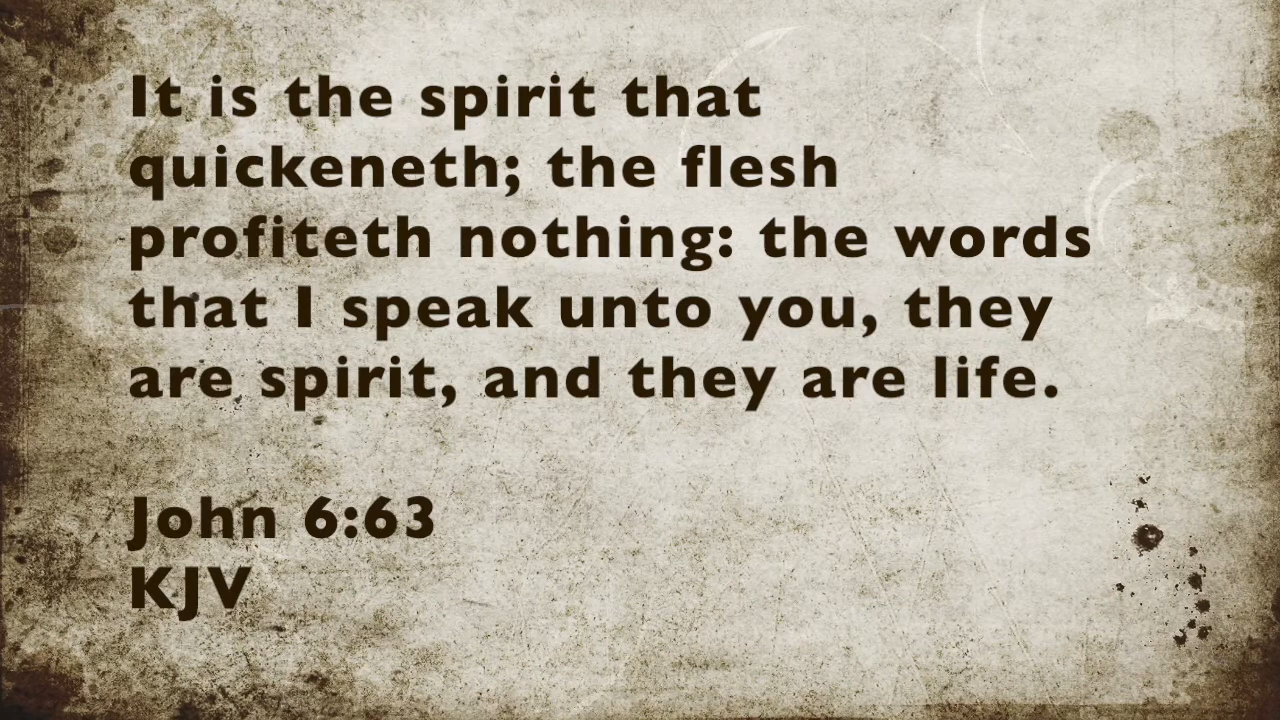 It is the spirit that
quickeneth; the flesh
profiteth nothing: the words
that I speak unto you, they
are spirit, and they are life.
John 6:63
KJV